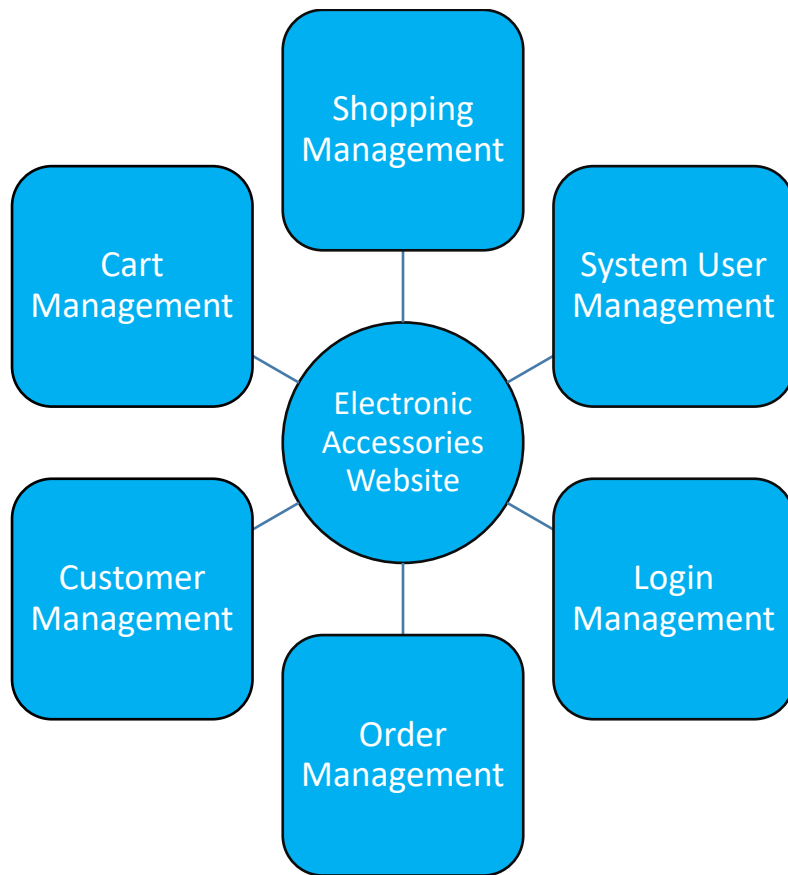 Shopping
Management
Cart
Management
System User
Management
Electronic
Accessories
Website
Customer
Management
Login
Management
Order
Management